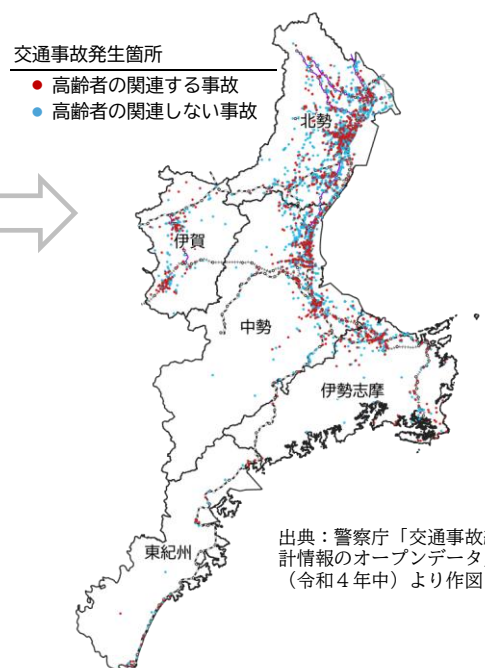 交通事故発生箇所
高齢者の関連する事故
高齢者の関連しない事故
北勢
伊賀
中勢
伊勢志摩
東紀州
出典：警察庁「交通事故
計情報のオープンデータ
（令和４年中）より作図